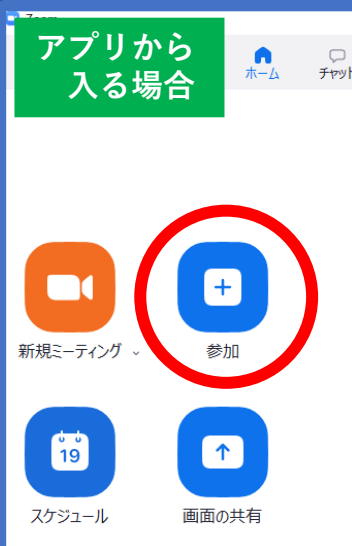 Zoom
アプリから
入る場合
ホーム
チャット
新規ミーティング
参加
19
スケジュール
画面の共有